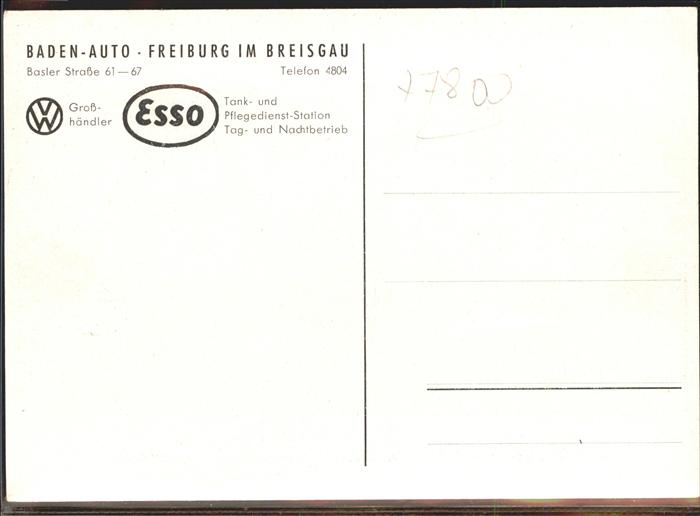 BADEN-AUTO · FREIBURG IM BREISGAU
Basler Straße 61—67 Telefon 4804
VW Groß-
händler
Esso
Tank- und
Pflegedienst-Station
Tag- und Nachtbetrieb
7800